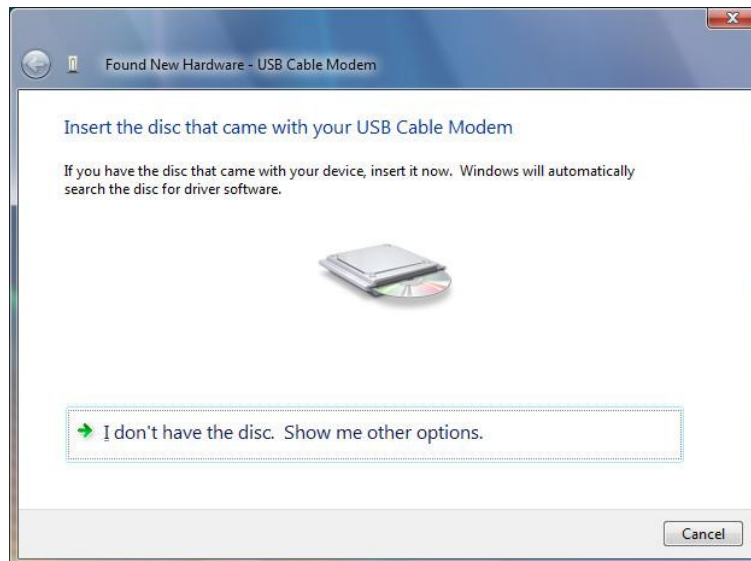 Found New Hardware - USB Cable Modem
Insert the disc that came with your USB Cable Modem
If you have the disc that came with your device, insert it now.  Windows will automatically
search the disc for driver software.
I don't have the disc.  Show me other options.
Cancel